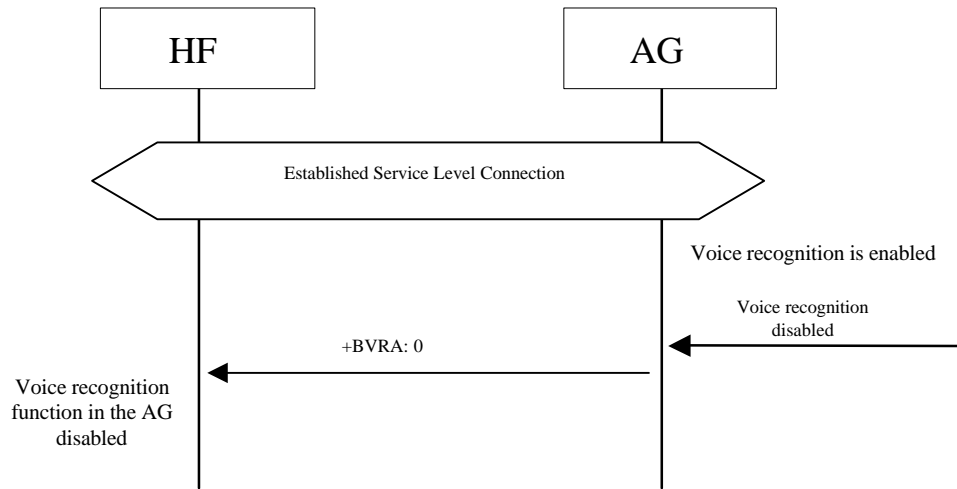 HF
AG
Established Service Level Connection
Voice recognition is enabled
Voice recognition
disabled
+BVRA: 0
Voice recognition
function in the AG
disabled